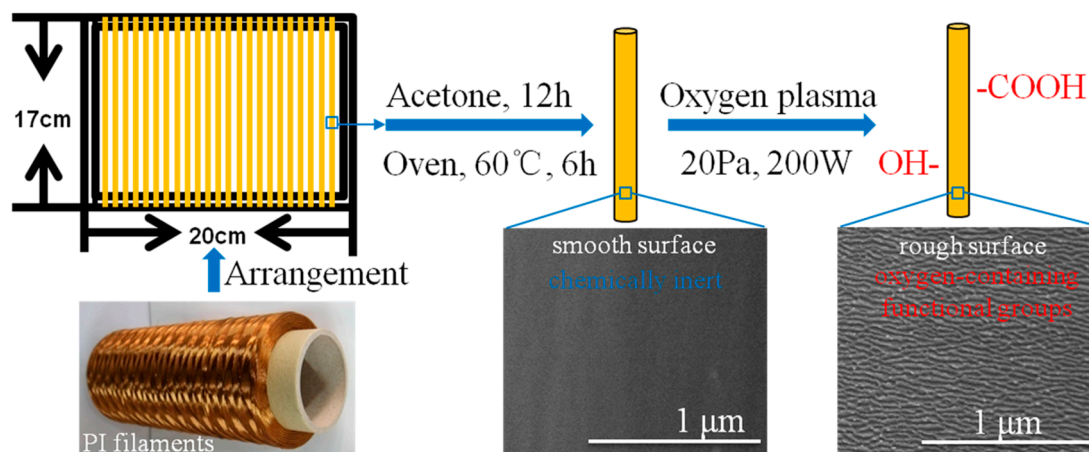 17cm
20cm
Arrangement
PI filaments
Acetone, 12h
Oven, 60℃, 6h
Oxygen plasma
20Pa, 200W
-COOH
OH-
smooth surface
chemically inert
1 μm
rough surface
oxygen-containing
functional groups
1 μm